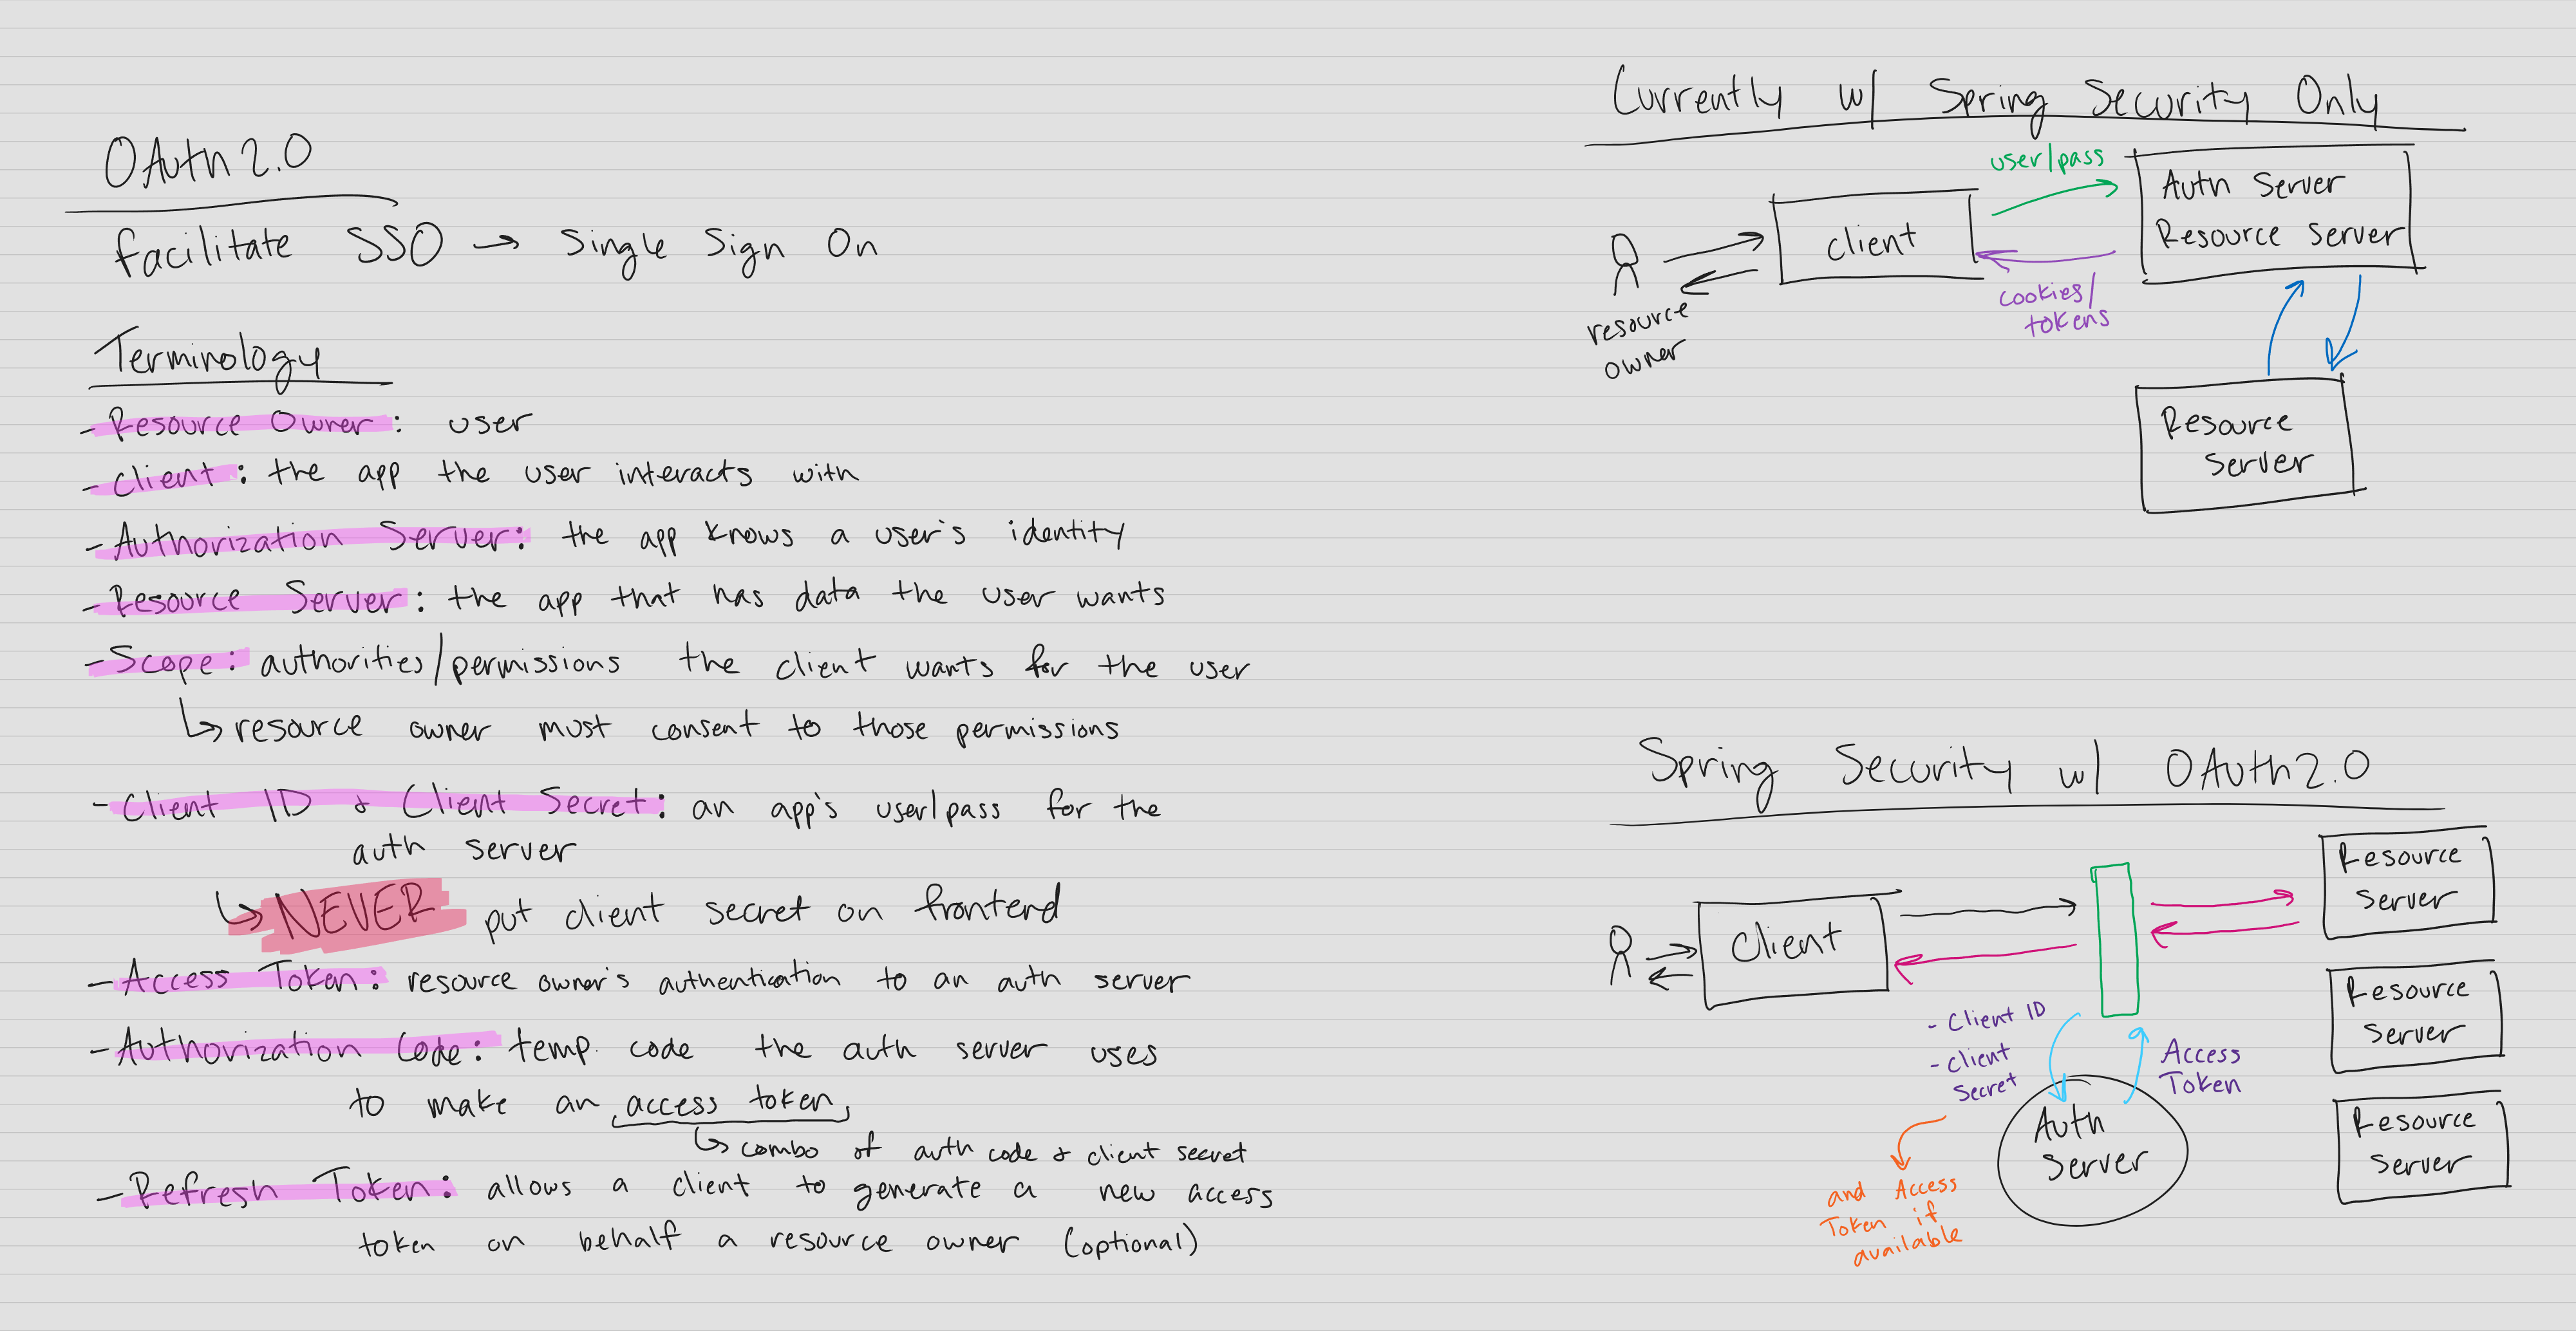 OAuth 2.0
facilitate SSO → Single Sign On
Terminology
- Resource Owner: user
- Client: the app the user interacts with
- Authorization Server: the app knows a user's identity
- Resource Server: the app that has data the user wants
- Scope: authorities/permissions the client wants for the user
↳ resource owner must consent to those permissions
- Client ID & Client Secret: an app's user/pass for the
auth server
↳ NEVER put client secret on frontend
- Access Token: resource owner's authentication to an auth server
- Authorization Code: temp. code the auth server uses
to make an access token
↳ combo of auth code & client secret
- Refresh Token: allows a client to generate a new access
token on behalf a resource owner (optional)
Currently w/ Spring Security Only
user/pass
Auth Server
Resource Server
client
cookies/
tokens
resource
owner
Resource
Server
Spring Security w/ OAuth 2.0
Resource
Server
Client
- Client ID
- Client
Secret
Access
Token
Resource
Server
Auth
Server
and Access
Token if
available
Resource
Server